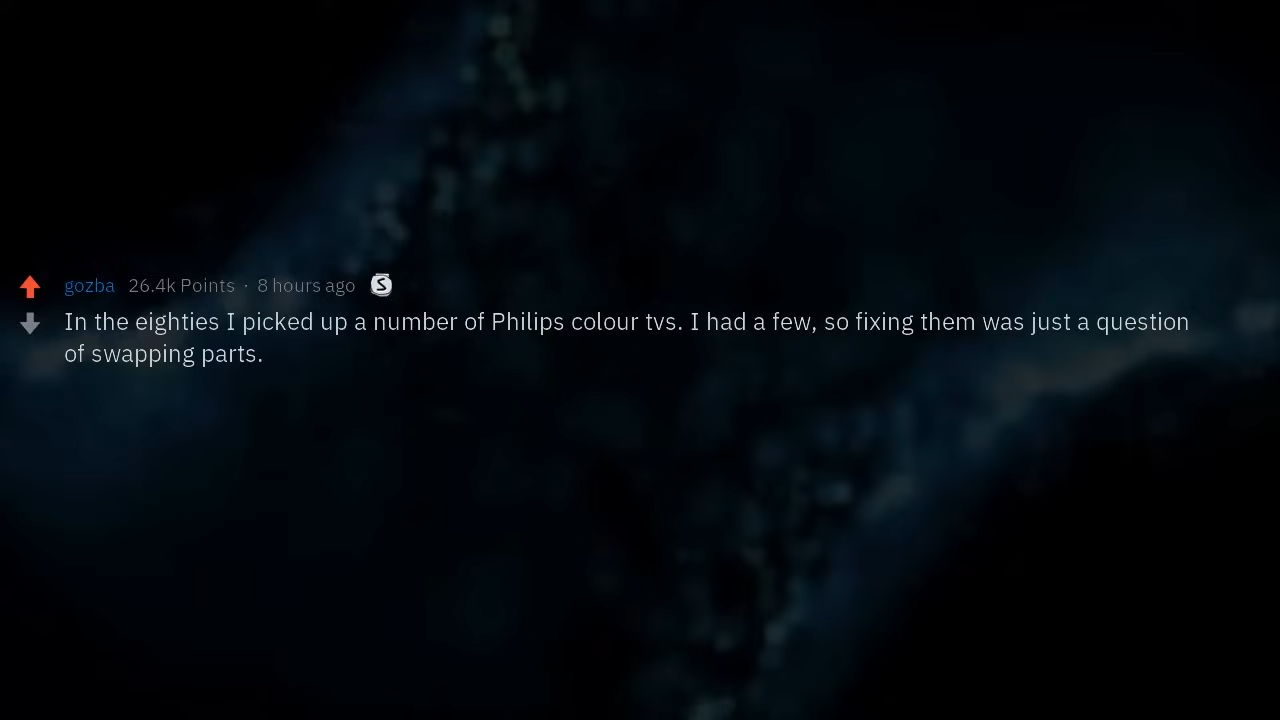 gozba 26.4k Points · 8 hours ago S
In the eighties I picked up a number of Philips colour tvs. I had a few, so fixing them was just a question
of swapping parts.